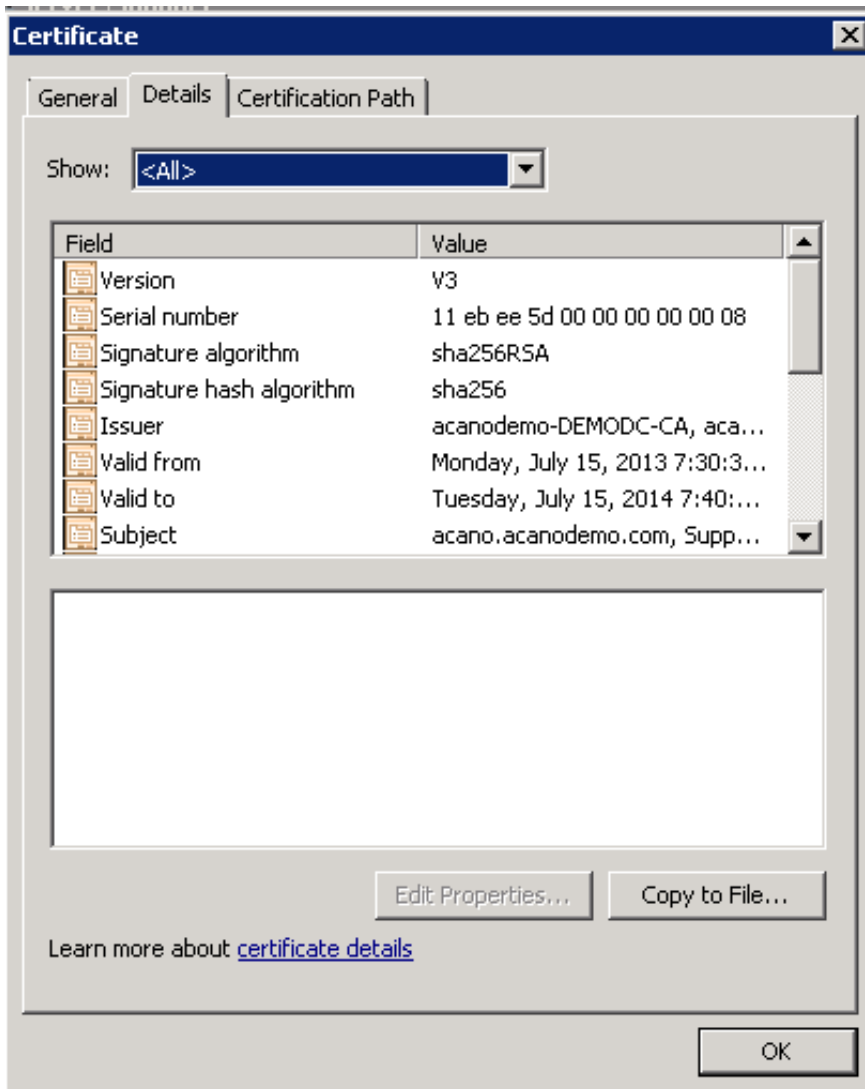 Certificate
General Details Certification Path
Show: <All>
Field Value
Version V3
Serial number 11 eb ee 5d 00 00 00 00 00 08
Signature algorithm sha256RSA
Signature hash algorithm sha256
Issuer acanodemo-DEMODC-CA, aca...
Valid from Monday, July 15, 2013 7:30:3...
Valid to Tuesday, July 15, 2014 7:40:...
Subject acano.acanodemo.com, Supp...
Edit Properties... Copy to File...
Learn more about certificate details
OK